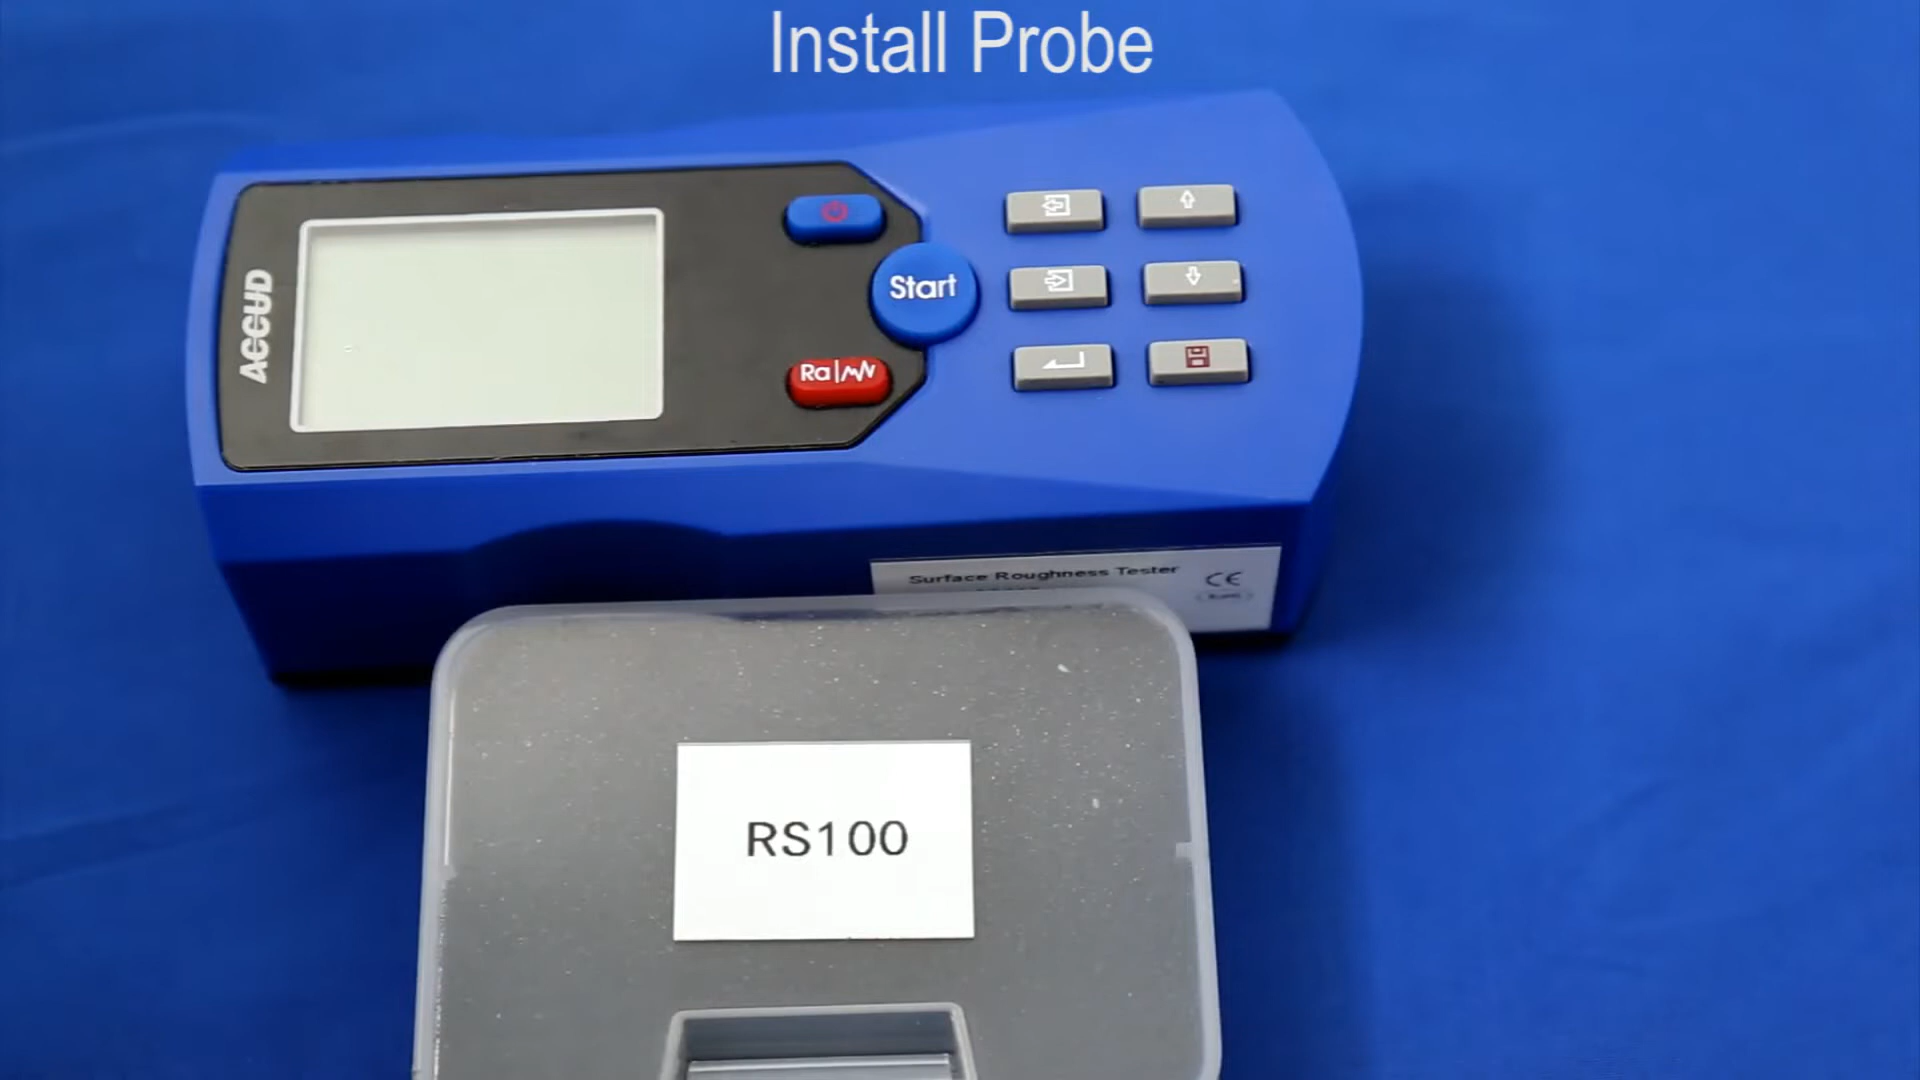 Install Probe
ACCUD
Start
Ra
Surface Roughness Tester
CE
RS100